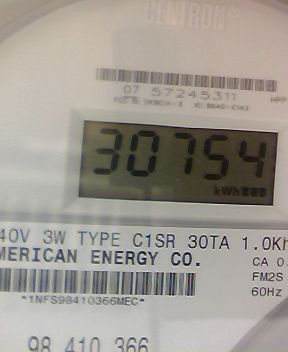 CENTRON®
07 57245311
30754
kWh
40V 3W TYPE C1SR 30TA 1.0Kh
MERICAN ENERGY CO.
CA 0.
FM2S
60Hz
*1NFS98410366MEC*
98 410 366